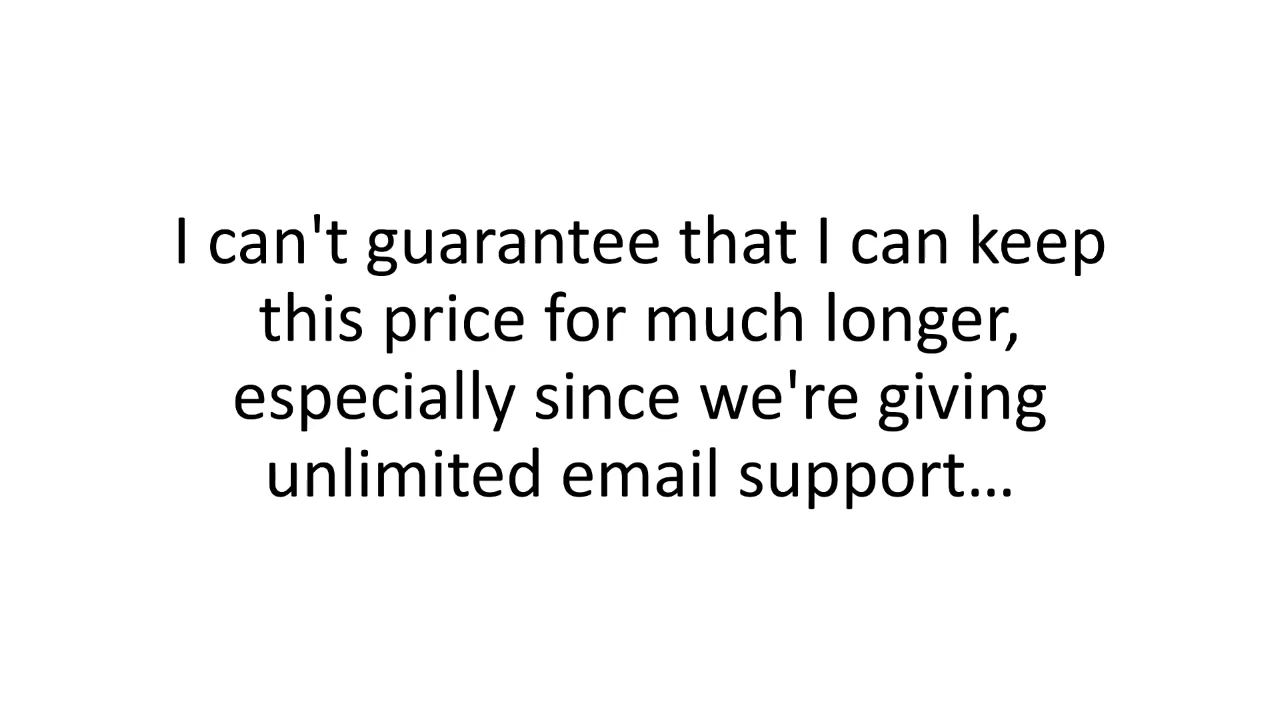 I can't guarantee that I can keep
this price for much longer,
especially since we're giving
unlimited email support...